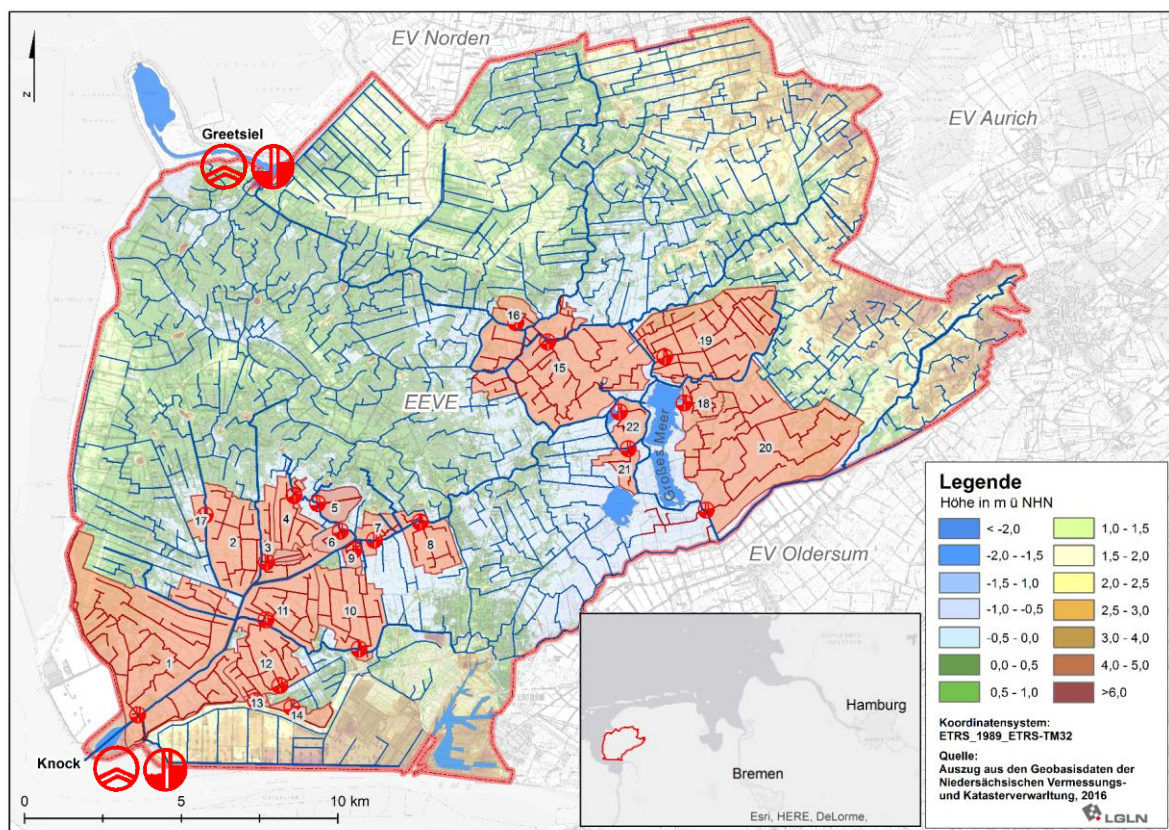 EV Norden
EV Aurich
N
Greetsiel
16
19
15
EEVE
18
22
Großes Meer
20
21
4
5
17
2
3
6
7
8
9
11
10
1
12
13
14
EV Oldersum
Knock
0 5 10 km
Legende
Höhe in m ü NHN
< -2,0
-2,0 - -1,5
-1,5 - 1,0
-1,0 - -0,5
-0,5 - 0,0
0,0 - 0,5
0,5 - 1,0
1,0 - 1,5
1,5 - 2,0
2,0 - 2,5
2,5 - 3,0
3,0 - 4,0
4,0 - 5,0
>6,0
Koordinatensystem:
ETRS_1989_ETRS-TM32
Quelle:
Auszug aus den Geobasisdaten der
Niedersächsischen Vermessungs-
und Katasterverwarltung, 2016
LGLN
Hamburg
HAMBURG
Bremen
Esri, HERE, DeLorme,